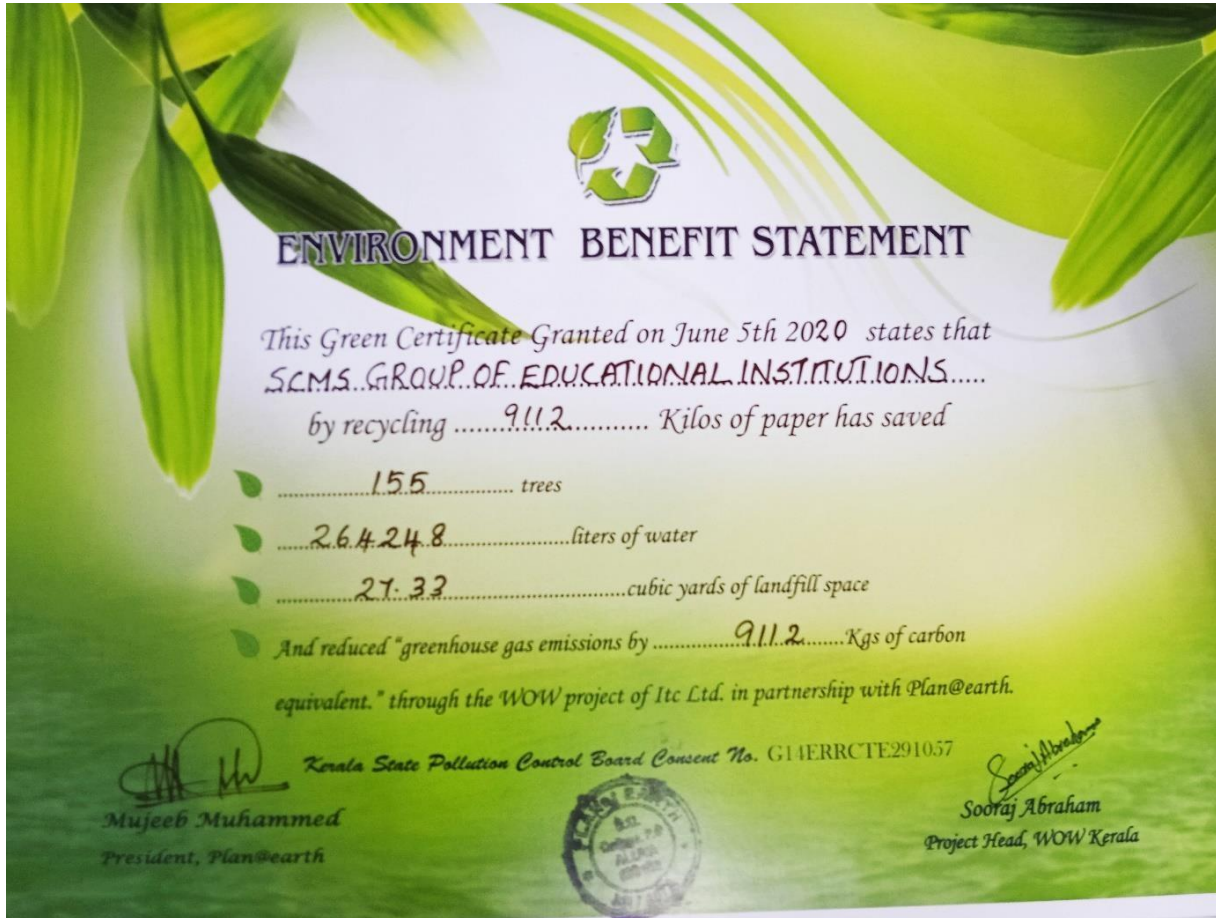 ENVIRONMENT BENEFIT STATEMENT
This Green Certificate Granted on June 5th 2020 states that
SCMS GROUP OF EDUCATIONAL INSTITUTIONS
by recycling 9112 Kilos of paper has saved
155 trees
264248 liters of water
27.33 cubic yards of landfill space
And reduced "greenhouse gas emissions by 9112 Kgs of carbon
equivalent." through the WOW project of Itc Ltd. in partnership with Plan@earth.
Kerala State Pollution Control Board Consent No. G14ERRCTE291057
Mujeeb Muhammed
President, Plan@earth
Sooraj Abraham
Sooraj Abraham
Project Head, WOW Kerala
PLAN@EARTH